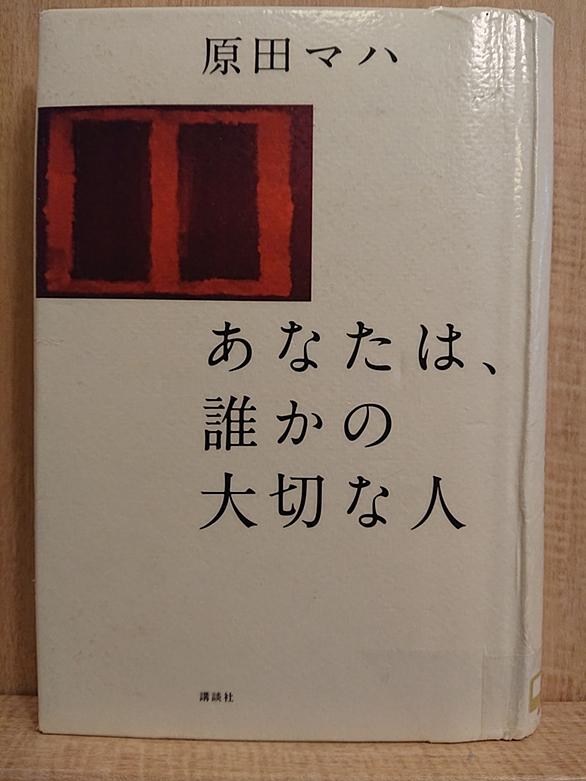 原田マハ
あなたは、
誰かの
大切な人
講談社